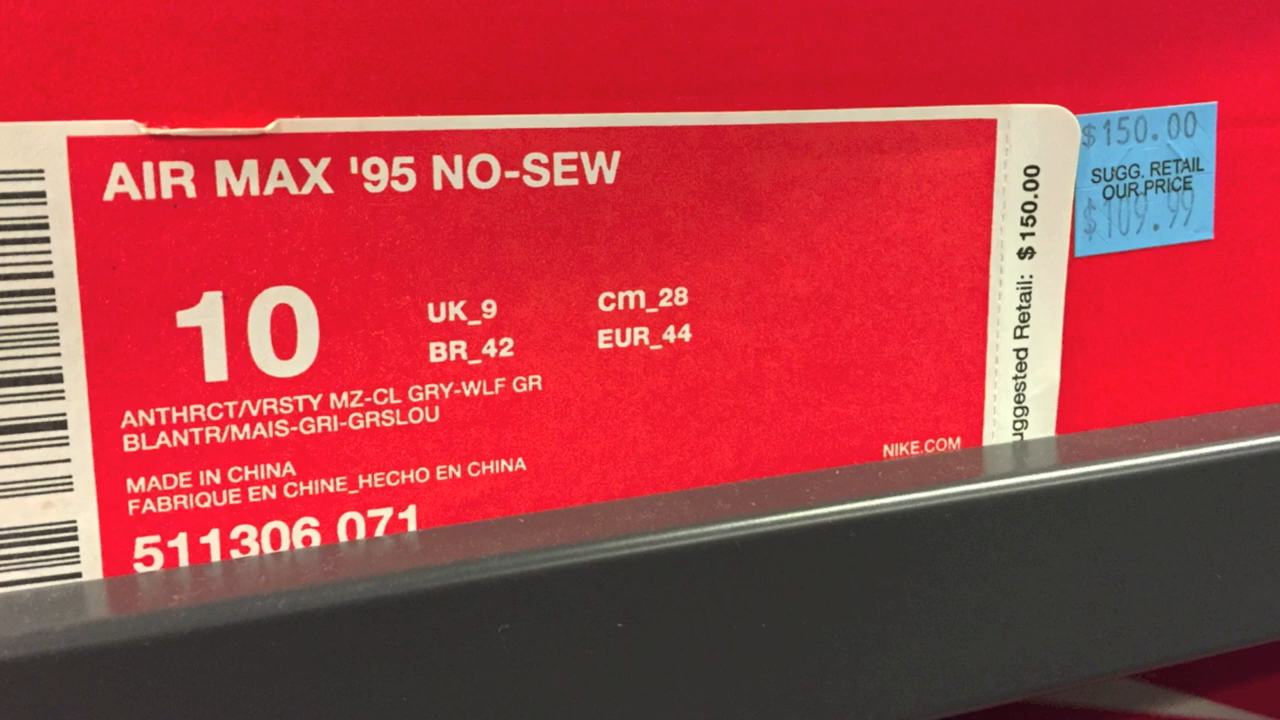 AIR MAX '95 NO-SEW
10
UK_9
cm_28
BR_42
EUR_44
ANTHRCT/VRSTY MZ-CL GRY-WLF GR
BLANTR/MAIS-GRI-GRSLOU
MADE IN CHINA
FABRIQUE EN CHINE_HECHO EN CHINA
511306 071
NIKE.COM
uggested Retail: $150.00
$150.00
SUGG. RETAIL
OUR PRICE
$109.99